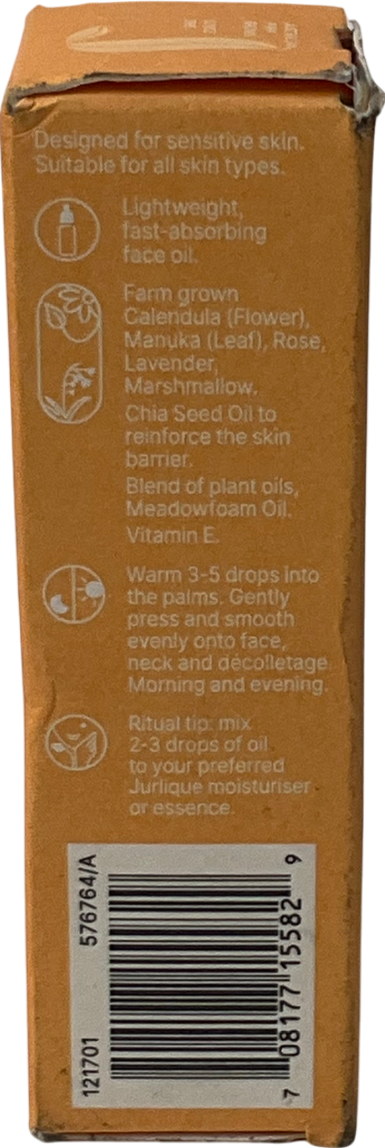 Designed for sensitive skin.
Suitable for all skin types.
Lightweight,
fast-absorbing
face oil.
Farm grown
Calendula (Flower),
Manuka (Leaf), Rose,
Lavender,
Marshmallow.
Chia Seed Oil to
reinforce the skin
barrier.
Blend of plant oils,
Meadowfoam Oil.
Vitamin E.
Warm 3-5 drops into
the palms. Gently
press and smooth
evenly onto face,
neck and décolletage.
Morning and evening.
Ritual tip: mix
2-3 drops of oil
to your preferred
Jurlique moisturiser
or essence.
121701 576764/A
7 08177 15582 9